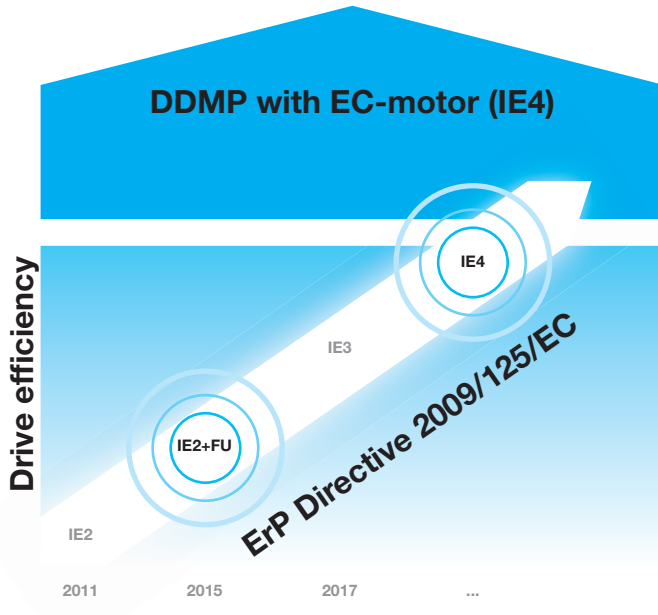 DDMP with EC-motor (IE4)
Drive efficiency
IE4
IE3
ErP Directive 2009/125/EC
IE2+FU
IE2
2011
2015
2017
...